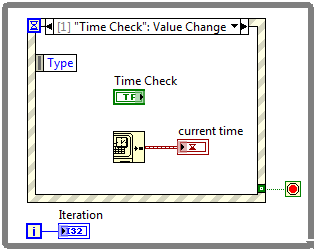 [1] "Time Check": Value Change
Type
Time Check
TF
current time
Iteration
i
I32